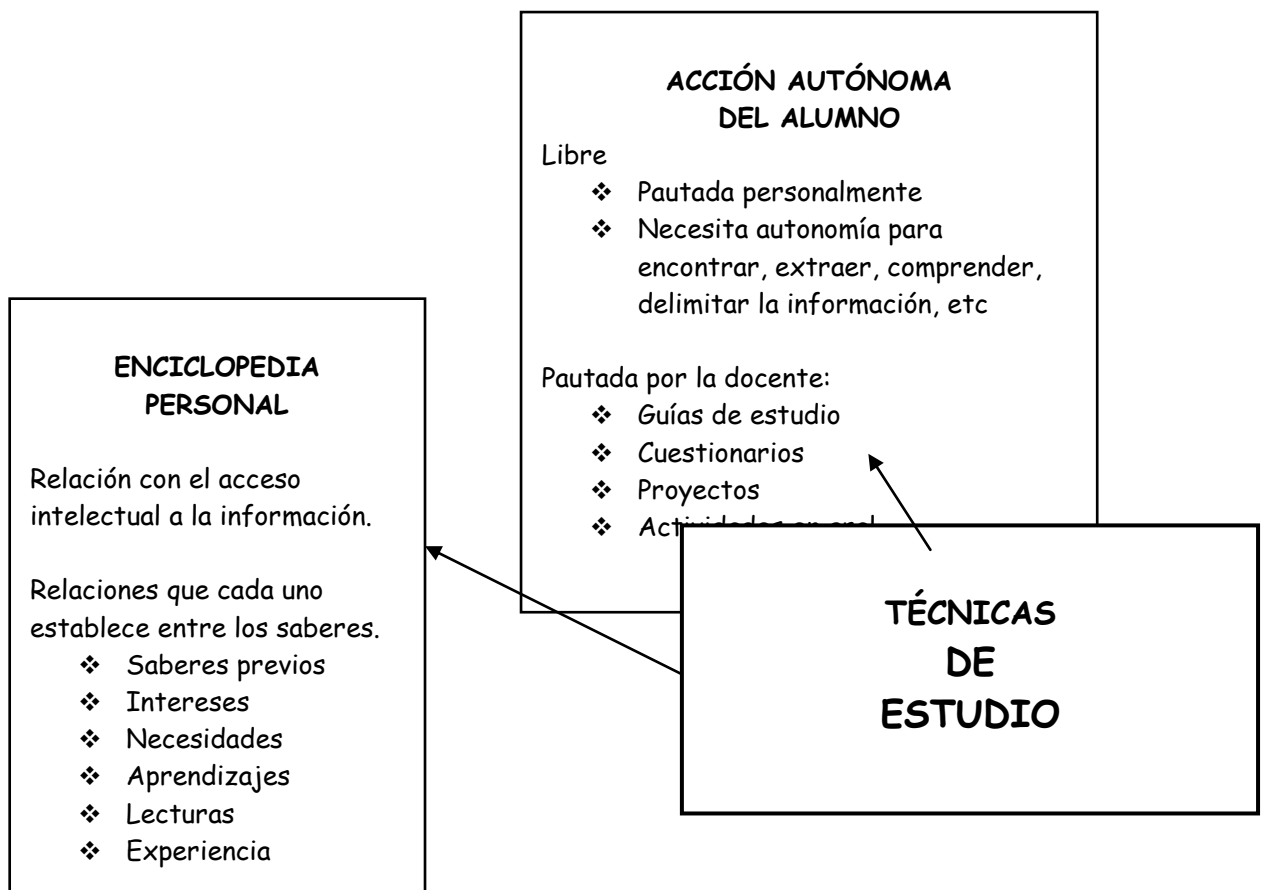 ACCIÓN AUTÓNOMA
DEL ALUMNO
Libre
❖ Pautada personalmente
❖ Necesita autonomía para
encontrar, extraer, comprender,
delimitar la información, etc
Pautada por la docente:
❖ Guías de estudio
❖ Cuestionarios
❖ Proyectos
❖
ENCICLOPEDIA
PERSONAL
Relación con el acceso
intelectual a la información.
Relaciones que cada uno
establece entre los saberes.
❖ Saberes previos
❖ Intereses
❖ Necesidades
❖ Aprendizajes
❖ Lecturas
❖ Experiencia
TÉCNICAS
DE
ESTUDIO